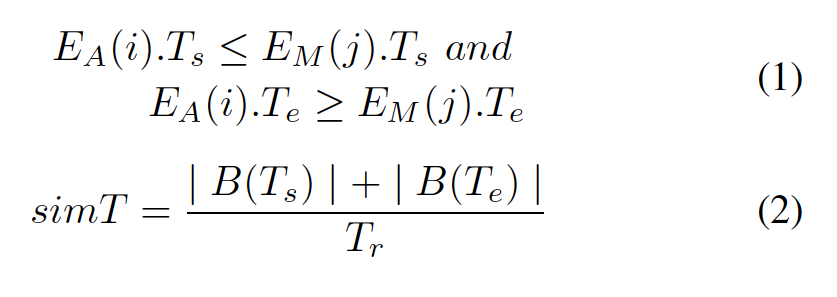 E_A(i).T_s ≤ E_M(j).T_s and
E_A(i).T_e ≥ E_M(j).T_e (1)
simT = (| B(T_s) | + | B(T_e) |) / T_r (2)